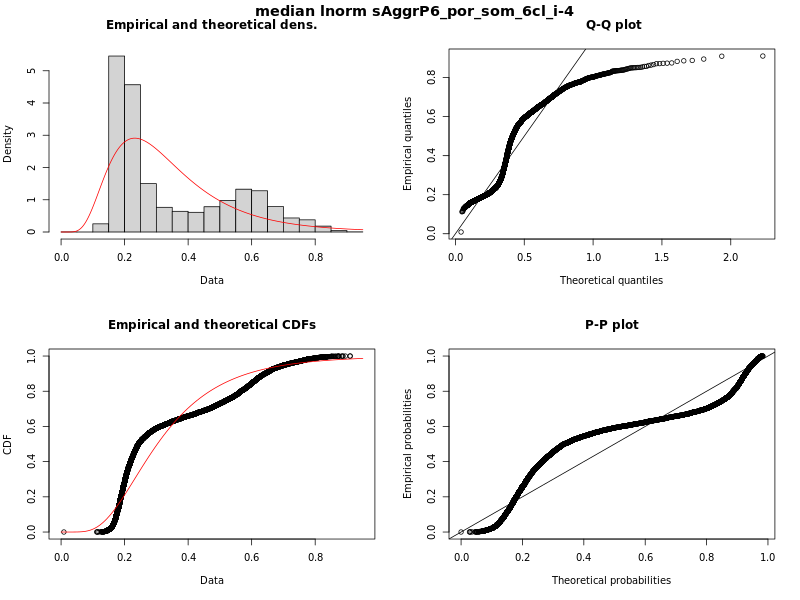 median lnorm sAggrP6_por_som_6cl_i-4
Empirical and theoretical dens.
Density
0 1 2 3 4 5
0.0 0.2 0.4 0.6 0.8
Data
Q-Q plot
Empirical quantiles
0.0 0.2 0.4 0.6 0.8
0.0 0.5 1.0 1.5 2.0
Theoretical quantiles
Empirical and theoretical CDFs
CDF
0.0 0.2 0.4 0.6 0.8 1.0
0.0 0.2 0.4 0.6 0.8
Data
P-P plot
Empirical probabilities
0.0 0.2 0.4 0.6 0.8 1.0
0.0 0.2 0.4 0.6 0.8 1.0
Theoretical probabilities